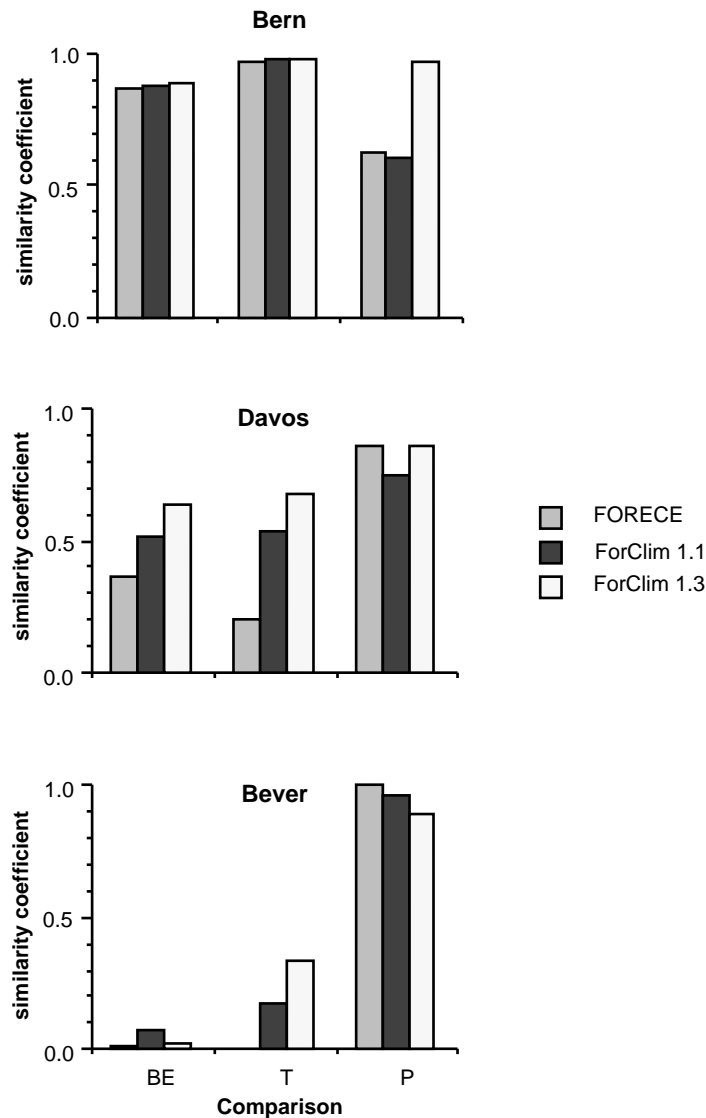 Bern
similarity coefficient
1.0
0.5
0.0
Davos
similarity coefficient
1.0
0.5
0.0
FORECE
ForClim 1.1
ForClim 1.3
Bever
similarity coefficient
1.0
0.5
0.0
BE T P
Comparison